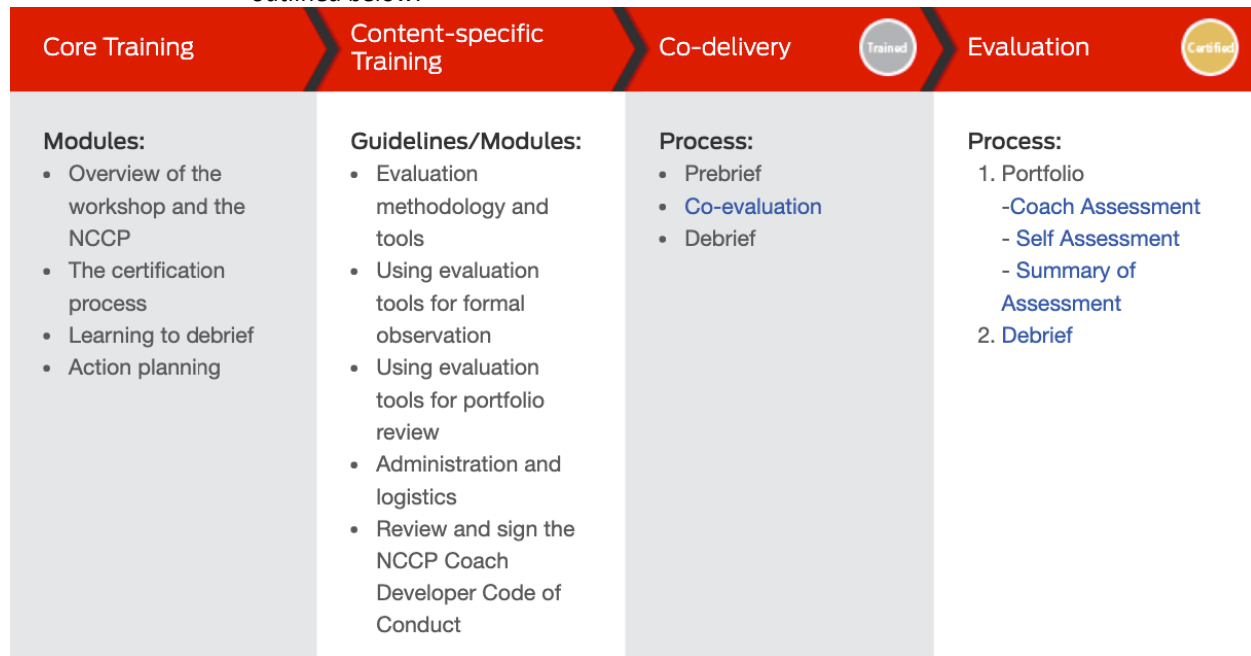 outlined below:
Core Training
Content-specific
Training
Co-delivery
Trained
Evaluation
Certified
Modules:
• Overview of the
workshop and the
NCCP
• The certification
process
• Learning to debrief
• Action planning
Guidelines/Modules:
• Evaluation
methodology and
tools
• Using evaluation
tools for formal
observation
• Using evaluation
tools for portfolio
review
• Administration and
logistics
• Review and sign the
NCCP Coach
Developer Code of
Conduct
Process:
• Prebrief
• Co-evaluation
• Debrief
Process:
1. Portfolio
-Coach Assessment
- Self Assessment
- Summary of
Assessment
2. Debrief